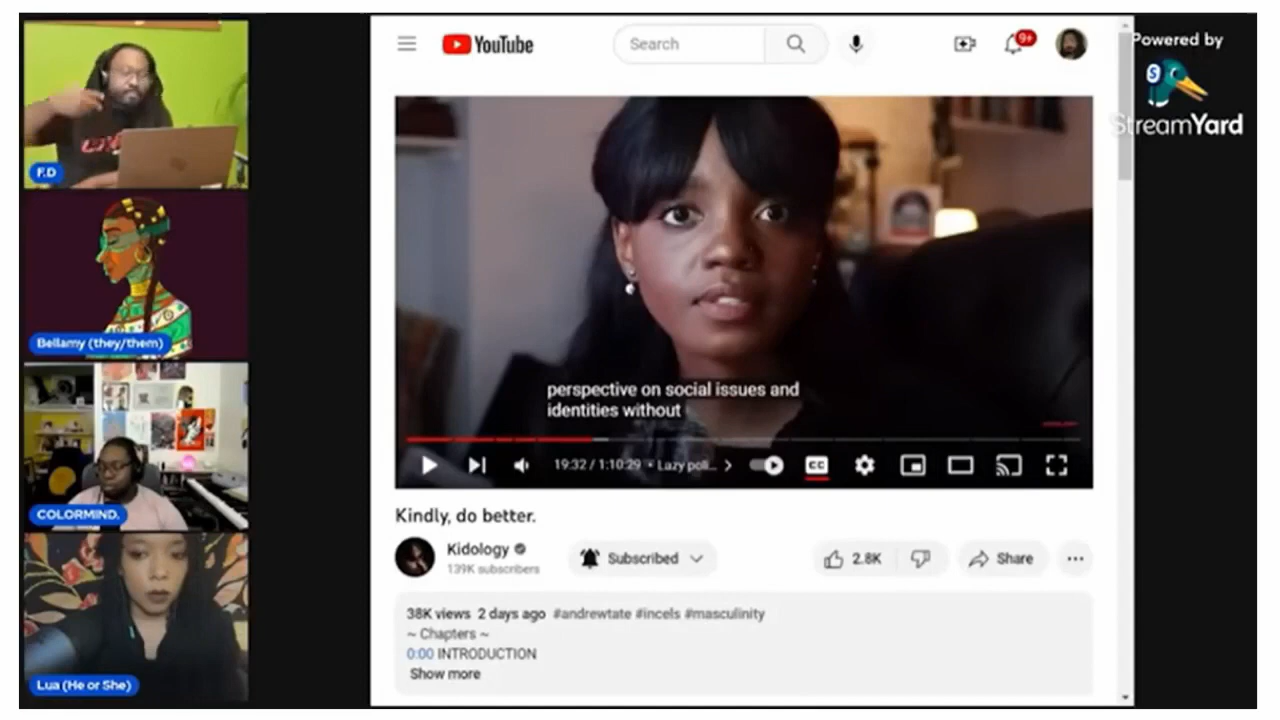 F.D
Bellamy (they/them)
COLORMIND.
Lua (He or She)
YouTube
Search
9+
perspective on social issues and
identities without
19:32 / 1:10:29 • Lazy poli...
CC
Kindly, do better.
Kidology
139K subscribers
Subscribed
2.8K
Share
38K views 2 days ago #andrewtate #incels #masculinity
~ Chapters ~
0:00 INTRODUCTION
Show more
Powered by
S
StreamYard